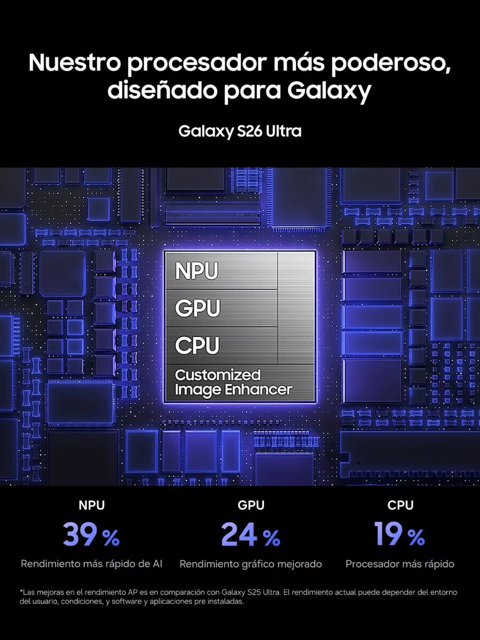 Nuestro procesador más poderoso,
diseñado para Galaxy
Galaxy S26 Ultra
NPU
GPU
CPU
Customized
Image Enhancer
NPU
39 %
Rendimiento más rápido de AI
GPU
24 %
Rendimiento gráfico mejorado
CPU
19 %
Procesador más rápido
*Las mejoras en el rendimiento AP es en comparación con Galaxy S25 Ultra. El rendimiento actual puede depender del entorno
del usuario, condiciones, y software y aplicaciones instaladas.